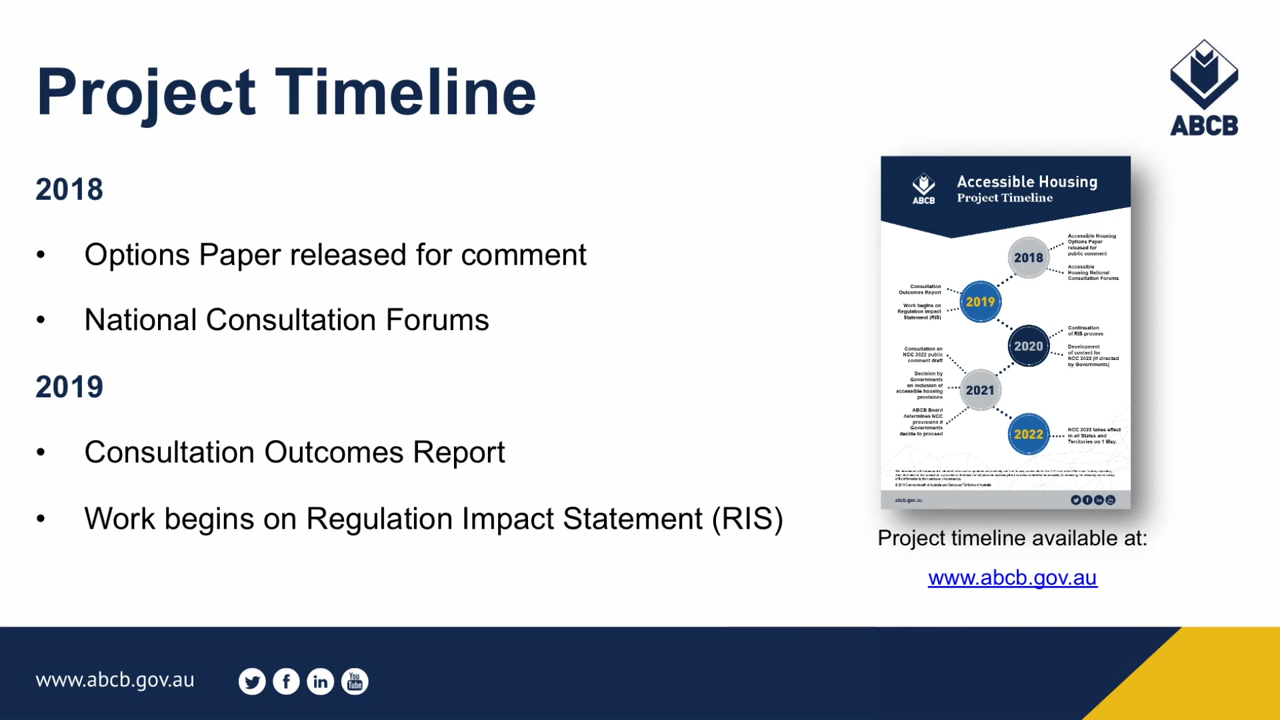 Project Timeline
ABCB
2018
• Options Paper released for comment
• National Consultation Forums
2019
• Consultation Outcomes Report
• Work begins on Regulation Impact Statement (RIS)
ABCB
Accessible Housing
Project Timeline
2018
Accessible Housing
Options Paper
released for
public comment
Accessible
Housing National
Consultation Forums
2019
Consultation
Outcomes Report
Work begins on
Regulation Impact
Statement (RIS)
2020
Continuation
of RIS process
Development
of content for
NCC 2022 (if directed
by Governments)
2021
Consultation on
NCC 2022 public
comment draft
Decision by
Governments
on inclusion of
accessible housing
provisions
ABCB Board
determines NCC
provisions if
Governments
decide to proceed
2022
NCC 2022 takes effect
in all States and
Territories on 1 May.
abcb.gov.au
Project timeline available at:
www.abcb.gov.au
www.abcb.gov.au
You
Tube